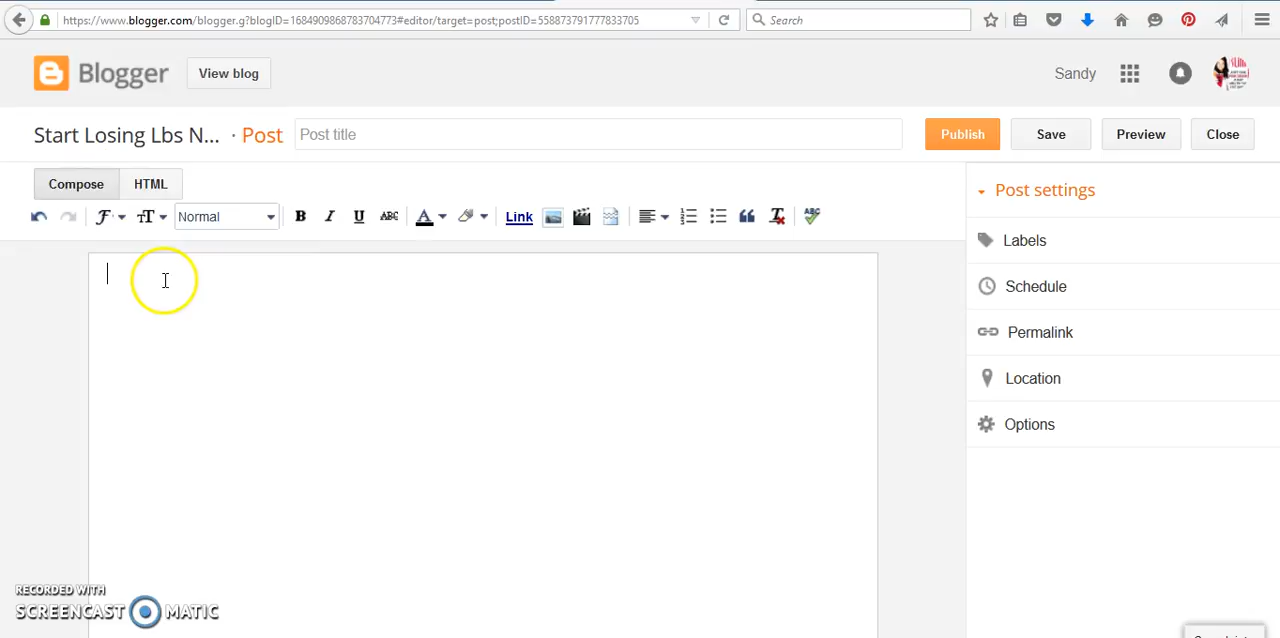 https://www.blogger.com/blogger.g?blogID=1684909868783704773#editor/target=post;postID=558873791777833705
Search
Blogger
View blog
Sandy
Start Losing Lbs N... · Post
Post title
Publish
Save
Preview
Close
Compose
HTML
Post settings
Normal
B I U ABC
A
Link
ABC
Labels
Schedule
Permalink
Location
Options
RECORDED WITH
SCREENCAST MATIC